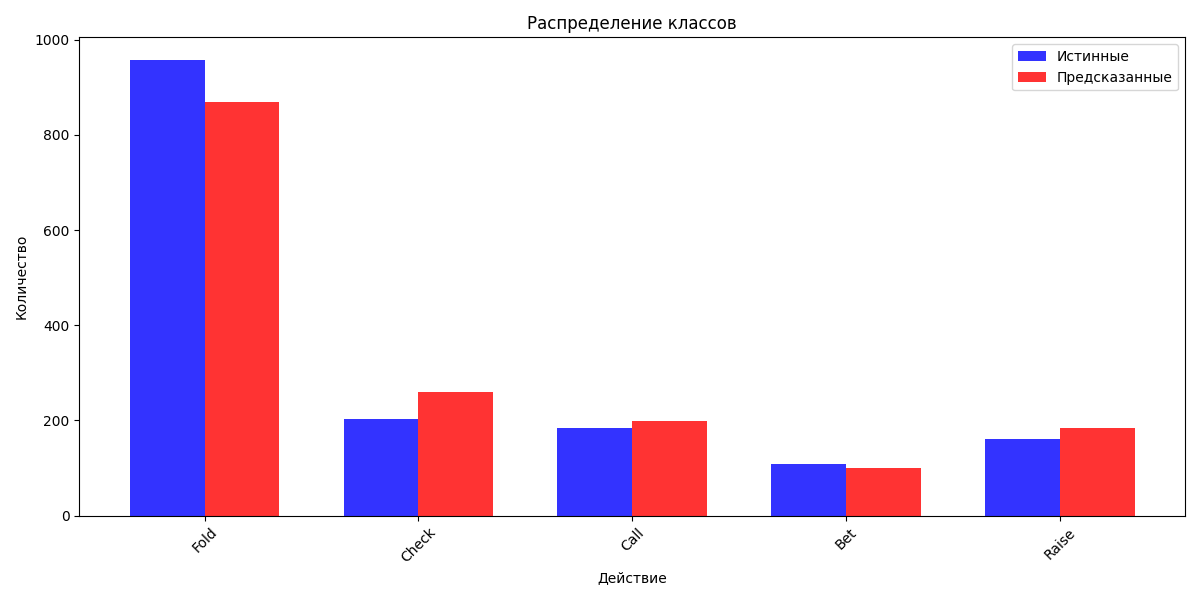 Распределение классов
Истинные
Предсказанные
Количество
1000
800
600
400
200
0
Fold
Check
Call
Bet
Raise
Действие